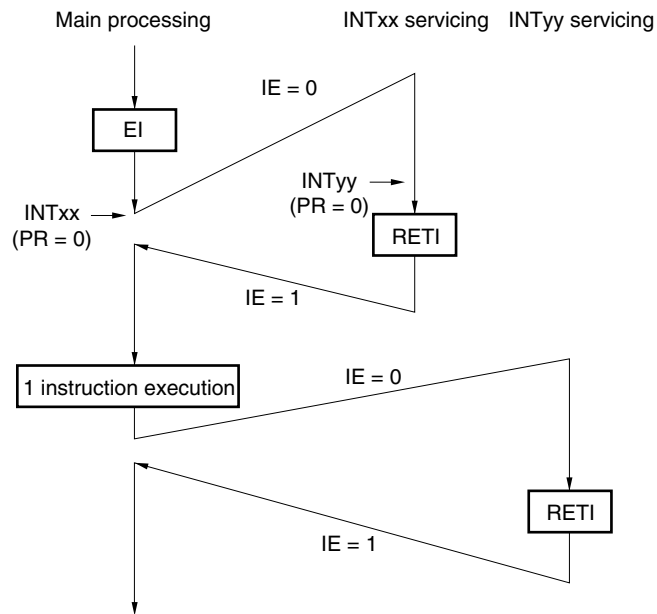 Main processing
INTxx servicing
INTyy servicing
IE = 0
EI
INTxx
(PR = 0)
INTyy
(PR = 0)
RETI
IE = 1
1 instruction execution
IE = 0
RETI
IE = 1